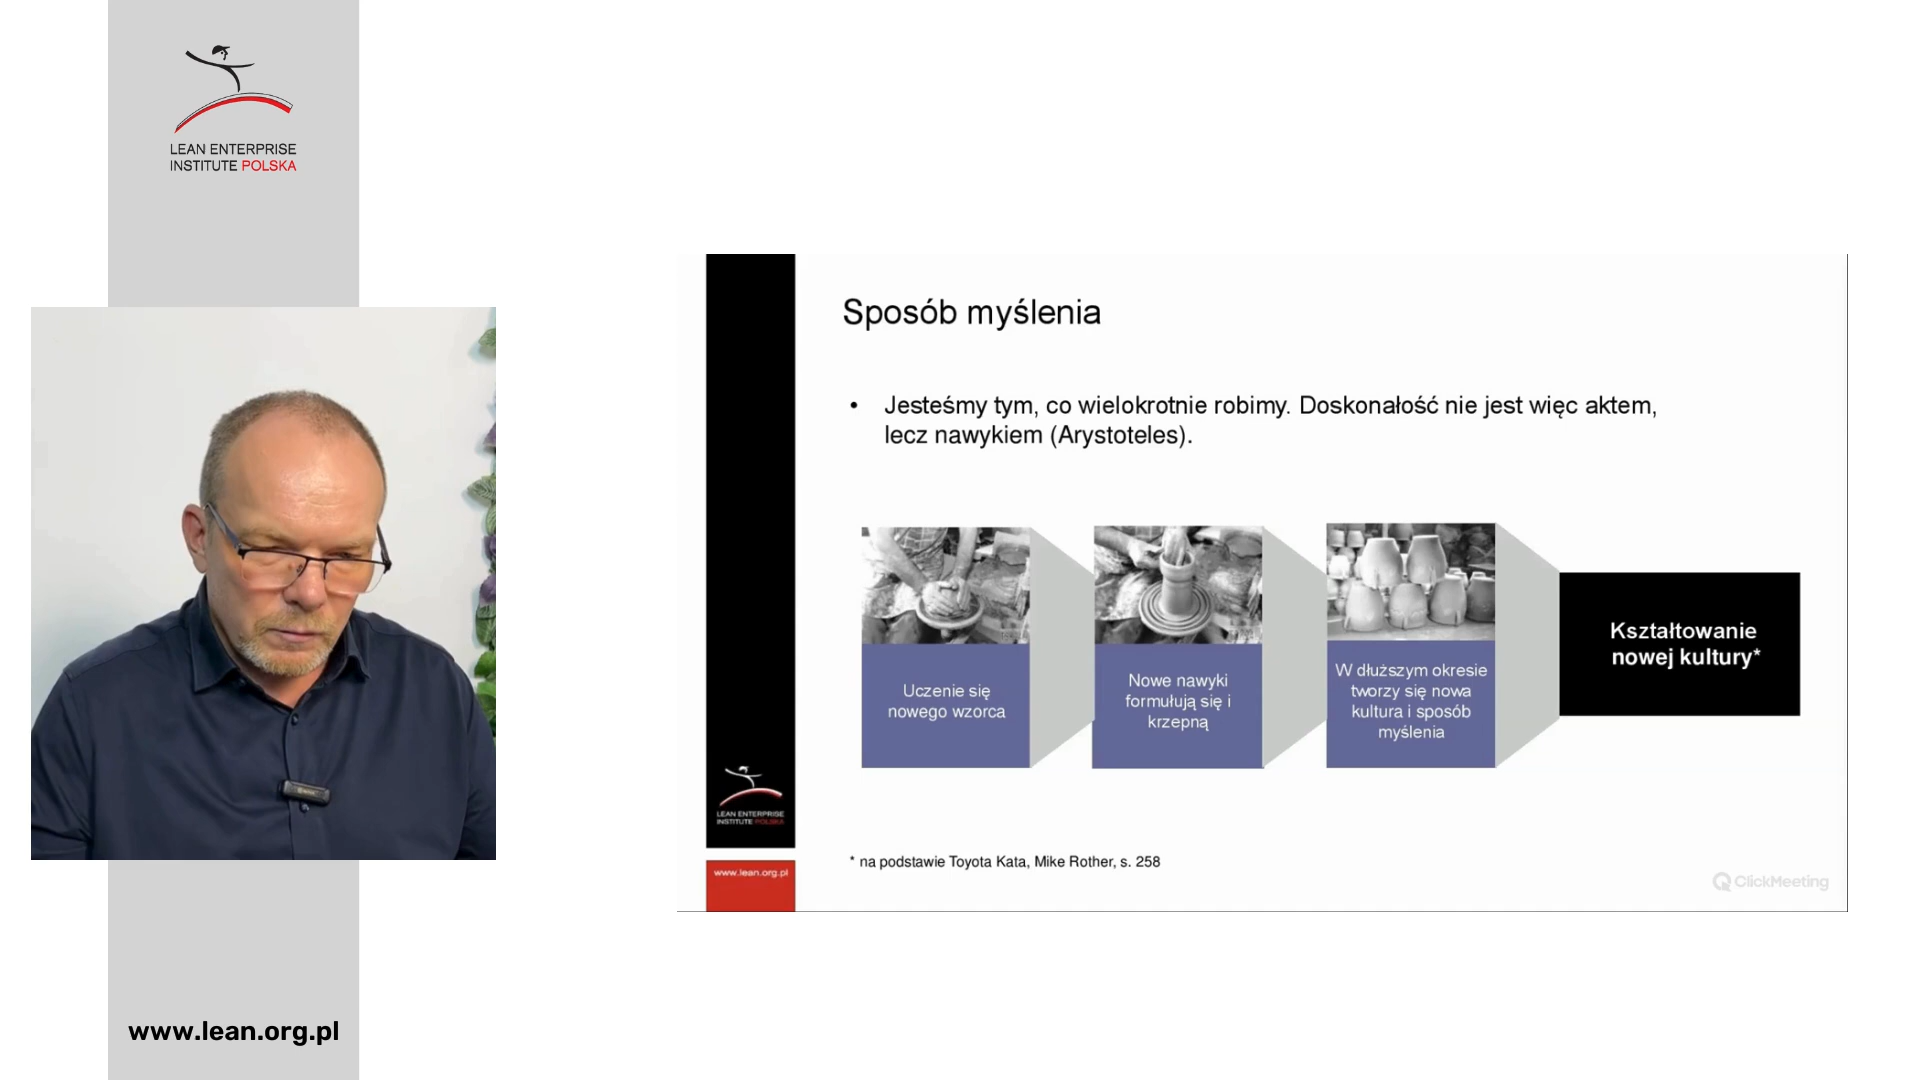 LEAN ENTERPRISE
INSTITUTE POLSKA
www.lean.org.pl
Sposób myślenia
• Jesteśmy tym, co wielokrotnie robimy. Doskonałość nie jest więc aktem,
lecz nawykiem (Arystoteles).
Uczenie się
nowego wzorca
Nowe nawyki
formułują się i
krzepną
W dłuższym okresie
tworzy się nowa
kultura i sposób
myślenia
Kształtowanie
nowej kultury*
LEAN ENTERPRISE
INSTITUTE POLSKA
www.lean.org.pl
* na podstawie Toyota Kata, Mike Rother, s. 258
ClickMeeting